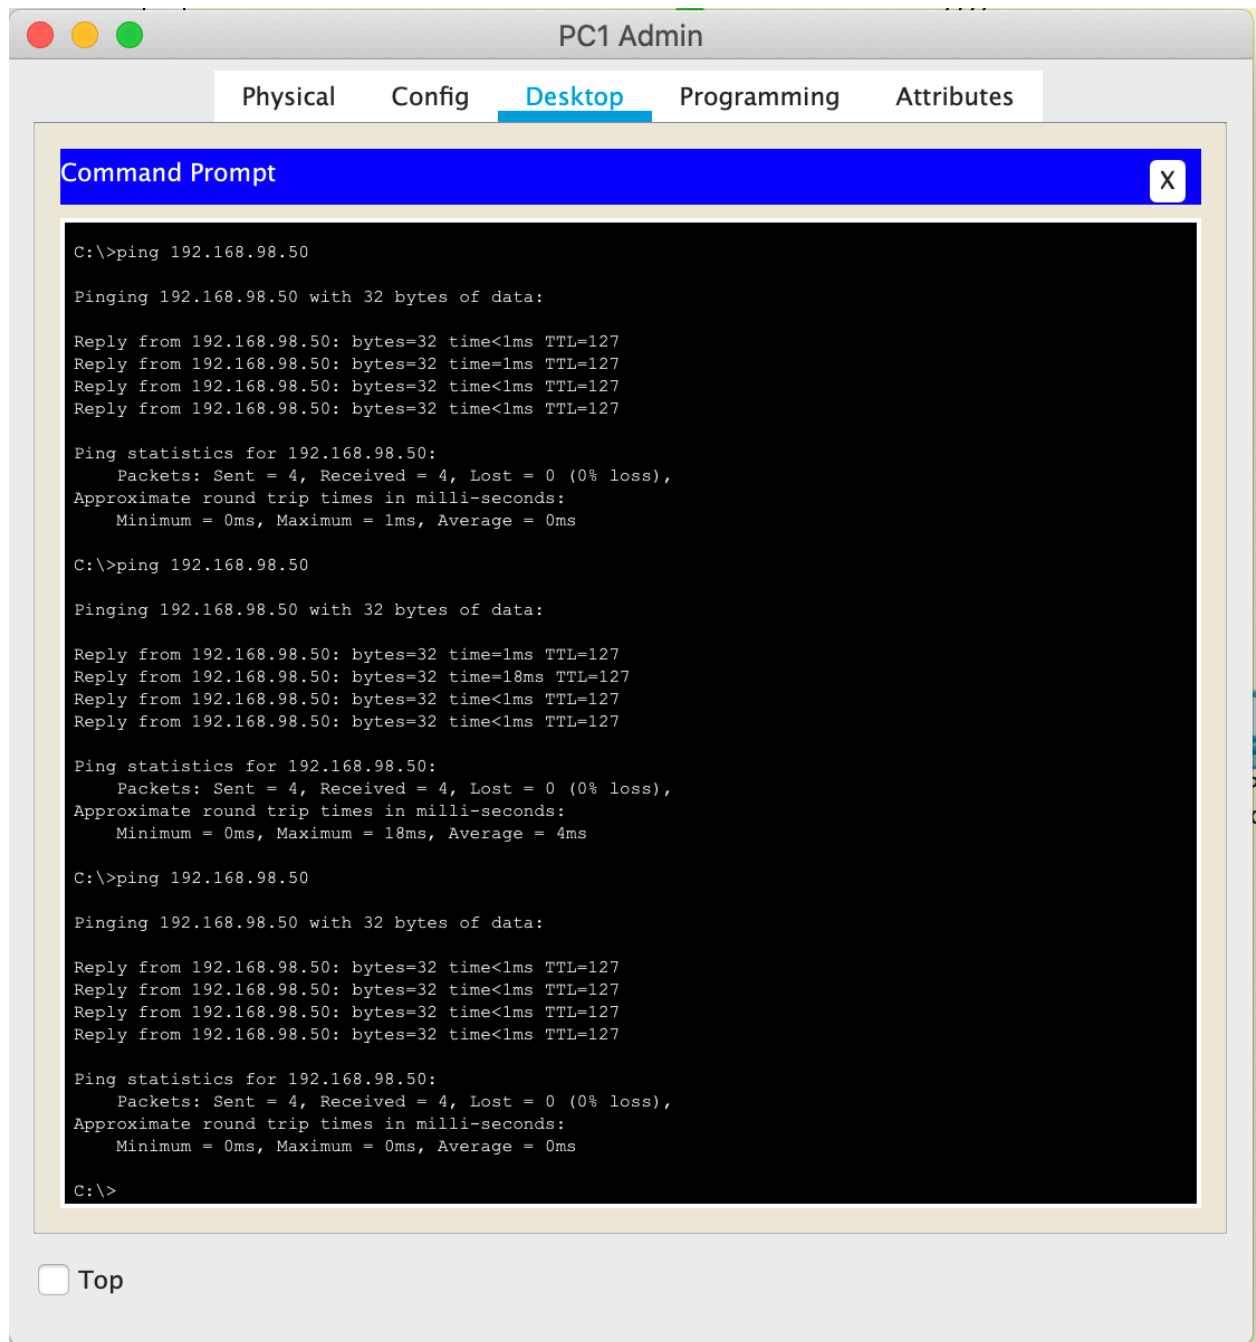 PC1 Admin
Physical Config Desktop Programming Attributes
Command Prompt
X
C:\>ping 192.168.98.50
Pinging 192.168.98.50 with 32 bytes of data:
Reply from 192.168.98.50: bytes=32 time<1ms TTL=127
Reply from 192.168.98.50: bytes=32 time=1ms TTL=127
Reply from 192.168.98.50: bytes=32 time<1ms TTL=127
Reply from 192.168.98.50: bytes=32 time<1ms TTL=127
Ping statistics for 192.168.98.50:
Packets: Sent = 4, Received = 4, Lost = 0 (0% loss),
Approximate round trip times in milli-seconds:
Minimum = 0ms, Maximum = 1ms, Average = 0ms
C:\>ping 192.168.98.50
Pinging 192.168.98.50 with 32 bytes of data:
Reply from 192.168.98.50: bytes=32 time=1ms TTL=127
Reply from 192.168.98.50: bytes=32 time=18ms TTL=127
Reply from 192.168.98.50: bytes=32 time<1ms TTL=127
Reply from 192.168.98.50: bytes=32 time<1ms TTL=127
Ping statistics for 192.168.98.50:
Packets: Sent = 4, Received = 4, Lost = 0 (0% loss),
Approximate round trip times in milli-seconds:
Minimum = 0ms, Maximum = 18ms, Average = 4ms
C:\>ping 192.168.98.50
Pinging 192.168.98.50 with 32 bytes of data:
Reply from 192.168.98.50: bytes=32 time<1ms TTL=127
Reply from 192.168.98.50: bytes=32 time<1ms TTL=127
Reply from 192.168.98.50: bytes=32 time<1ms TTL=127
Reply from 192.168.98.50: bytes=32 time<1ms TTL=127
Ping statistics for 192.168.98.50:
Packets: Sent = 4, Received = 4, Lost = 0 (0% loss),
Approximate round trip times in milli-seconds:
Minimum = 0ms, Maximum = 0ms, Average = 0ms
C:\>
Top